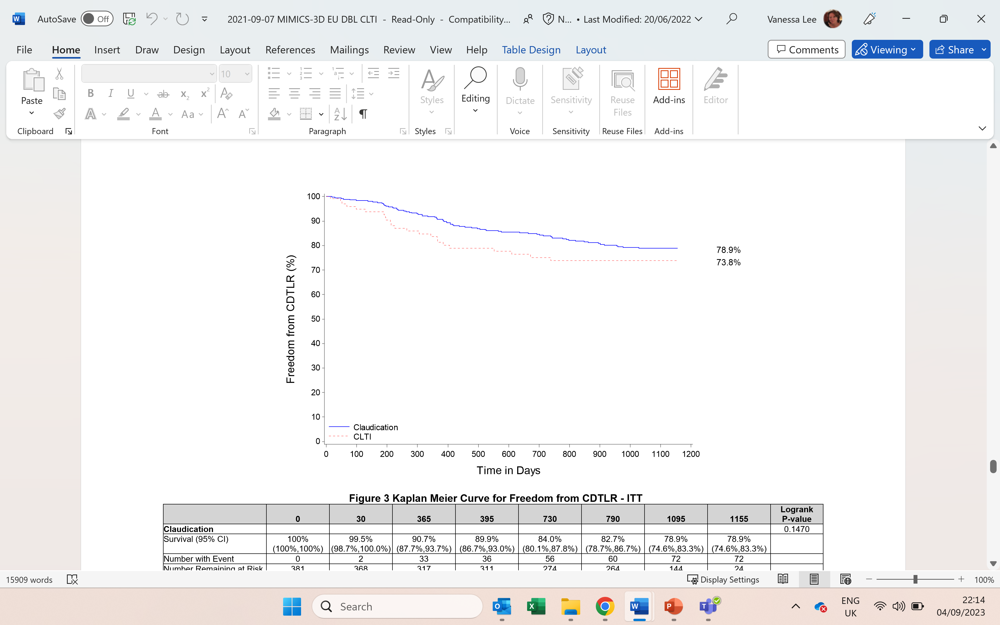 AutoSave Off 2021-09-07 MIMICS-3D EU DBL CLTI - Read-Only - Compatibility... N... • Last Modified: 20/06/2022 Vanessa Lee
File Home Insert Draw Design Layout References Mailings Review View Help Table Design Layout Comments Viewing Share
Paste
10
Styles
Editing
Dictate
Sensitivity
Reuse
Files
Add-ins
Editor
Clipboard Font Paragraph Styles Voice Sensitivity Reuse Files Add-ins
100
90
80
70
60
50
40
30
20
10
0
Freedom from CDTLR (%)
78.9%
73.8%
Claudication
CLTI
0 100 200 300 400 500 600 700 800 900 1000 1100 1200
Time in Days
Figure 3 Kaplan Meier Curve for Freedom from CDTLR - ITT
0 30 365 395 730 790 1095 1155 Logrank P-value
Claudication 0.1470
Survival (95% CI) 100% 99.5% 90.7% 89.9% 84.0% 82.7% 78.9% 78.9%
(100%,100%) (98.7%,100.0%) (87.7%,93.7%) (86.7%,93.0%) (80.1%,87.8%) (78.7%,86.7%) (74.6%,83.3%) (74.6%,83.3%)
Number with Event 0 2 33 36 56 60 72 72
Number Remaining at Risk 381 368 317 311 274 264 144 24
15909 words Display Settings 100%
Search
ENG
UK
22:14
04/09/2023